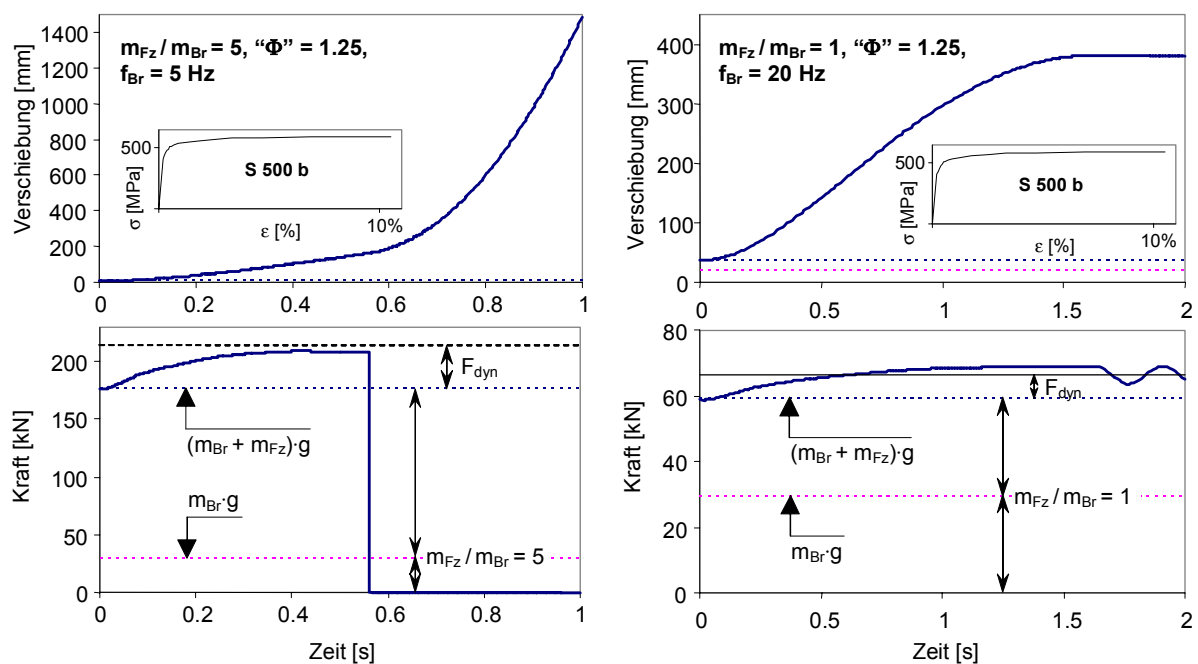 m_Fz / m_Br = 5, “Φ” = 1.25,
f_Br = 5 Hz
Verschiebung [mm]
1400
1200
1000
800
600
400
200
0
500
S 500 b
σ [MPa]
ε [%]
10%
0 0.2 0.4 0.6 0.8 1
m_Fz / m_Br = 1, “Φ” = 1.25,
f_Br = 20 Hz
Verschiebung [mm]
400
300
200
100
0
500
S 500 b
σ [MPa]
ε [%]
10%
0 0.5 1 1.5 2
Kraft [kN]
200
150
100
50
0
F_dyn
(m_Br + m_Fz)·g
m_Br·g
m_Fz / m_Br = 5
0 0.2 0.4 0.6 0.8 1
Zeit [s]
Kraft [kN]
80
60
40
20
0
F_dyn
(m_Br + m_Fz)·g
m_Fz / m_Br = 1
m_Br·g
0 0.5 1 1.5 2
Zeit [s]